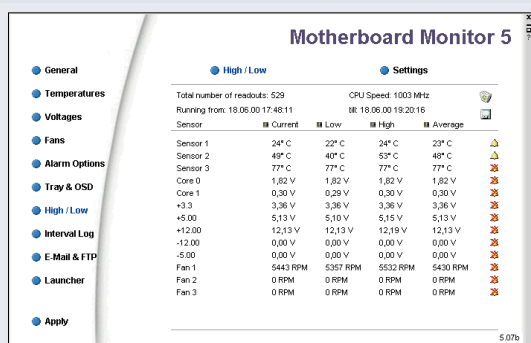 Motherboard Monitor 5
General
Temperatures
Voltages
Fans
Alarm Options
Tray & OSD
High / Low
Interval Log
E-Mail & FTP
Launcher
Apply
High / Low Settings
Total number of readouts: 529 CPU Speed: 1003 MHz
Running from: 18.06.00 17:48:11 till: 18.06.00 19:20:16
Sensor Current Low High Average
Sensor 1 24° C 22° C 24° C 23° C
Sensor 2 49° C 40° C 53° C 48° C
Sensor 3 77° C 77° C 77° C 77° C
Core 0 1,82 V 1,82 V 1,82 V 1,82 V
Core 1 0,30 V 0,29 V 0,30 V 0,30 V
+3.3 3,36 V 3,36 V 3,36 V 3,36 V
+5.00 5,13 V 5,10 V 5,15 V 5,13 V
+12.00 12,13 V 12,13 V 12,19 V 12,13 V
-12.00 0,00 V 0,00 V 0,00 V 0,00 V
-5.00 0,00 V 0,00 V 0,00 V 0,00 V
Fan 1 5443 RPM 5357 RPM 5532 RPM 5430 RPM
Fan 2 0 RPM 0 RPM 0 RPM 0 RPM
Fan 3 0 RPM 0 RPM 0 RPM 0 RPM
5.07b